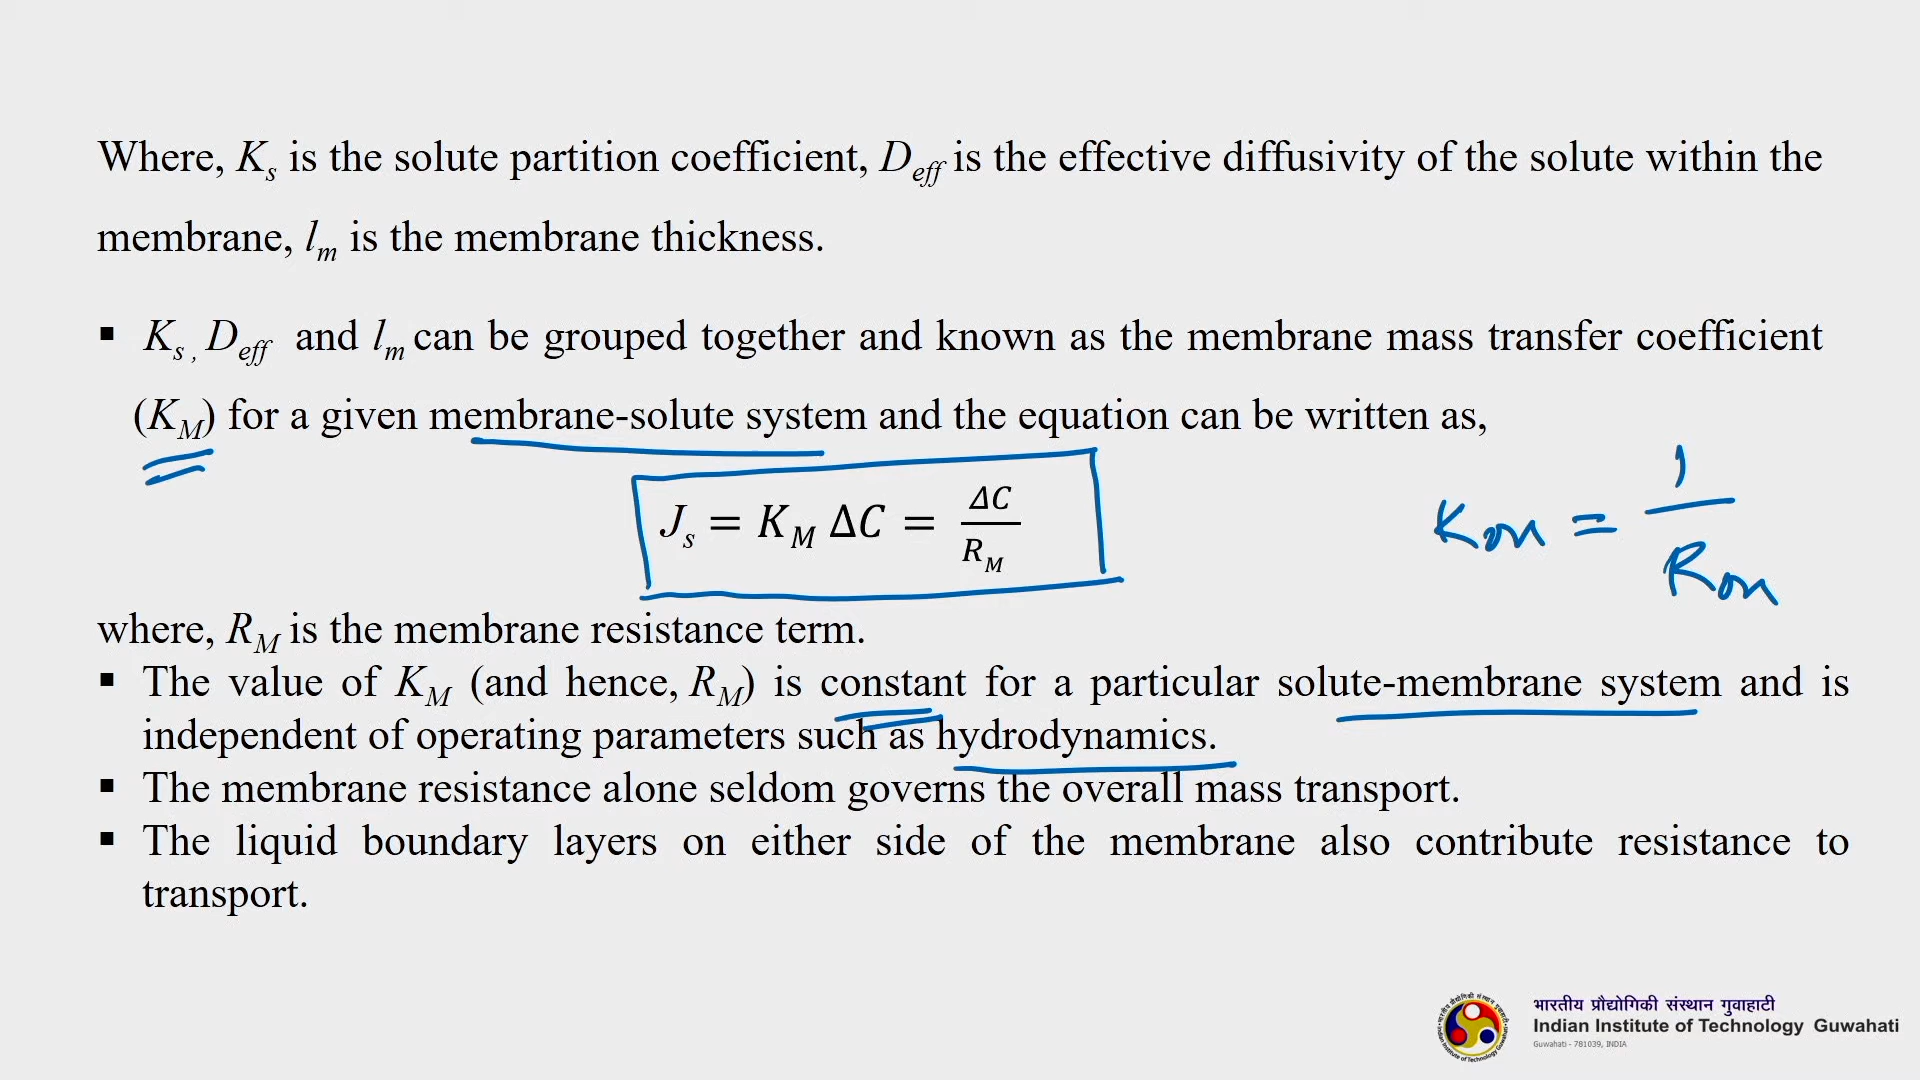 Where, Ks is the solute partition coefficient, Deff is the effective diffusivity of the solute within the
membrane, lm is the membrane thickness.
▪ Ks , Deff and lm can be grouped together and known as the membrane mass transfer coefficient
(KM) for a given membrane-solute system and the equation can be written as,
Js = KM ΔC = ΔC / RM
Kom = 1 / Rom
where, RM is the membrane resistance term.
▪ The value of KM (and hence, RM) is constant for a particular solute-membrane system and is
independent of operating parameters such as hydrodynamics.
▪ The membrane resistance alone seldom governs the overall mass transport.
▪ The liquid boundary layers on either side of the membrane also contribute resistance to
transport.
भारतीय प्रौद्योगिकी संस्थान गुवाहाटी
Indian Institute of Technology Guwahati
Guwahati - 781039, INDIA